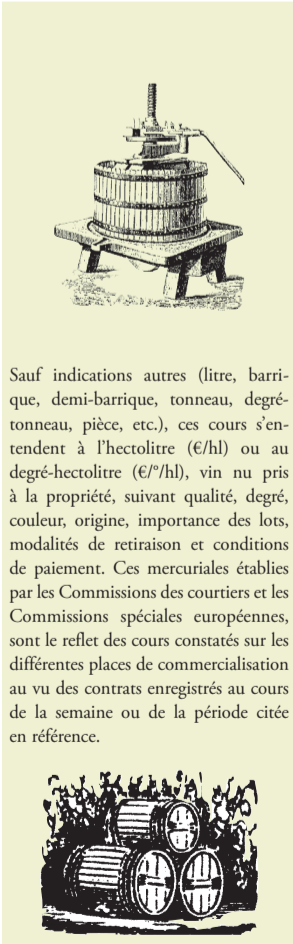 Sauf indications autres (litre, barri-
que, demi-barrique, tonneau, degré-
tonneau, pièce, etc.), ces cours s'en-
tendent à l'hectolitre (€/hl) ou au
degré-hectolitre (€/°/hl), vin nu pris
à la propriété, suivant qualité, degré,
couleur, origine, importance des lots,
modalités de retiraison et conditions
de paiement. Ces mercuriales établies
par les Commissions des courtiers et les
Commissions spéciales européennes,
sont le reflet des cours constatés sur les
différentes places de commercialisation
au vu des contrats enregistrés au cours
de la semaine ou de la période citée
en référence.